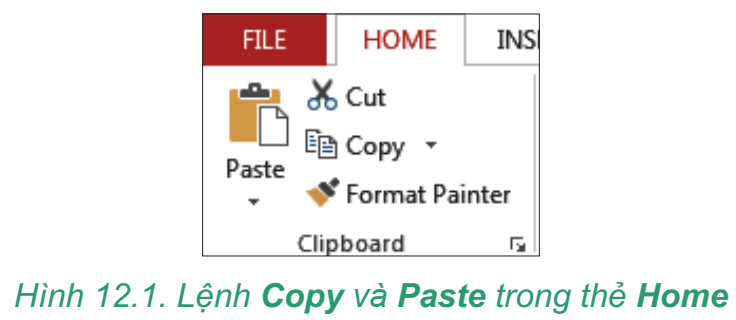 FILE HOME INS
Cut
Copy
Paste
Format Painter
Clipboard
Hình 12.1. Lệnh Copy và Paste trong thẻ Home